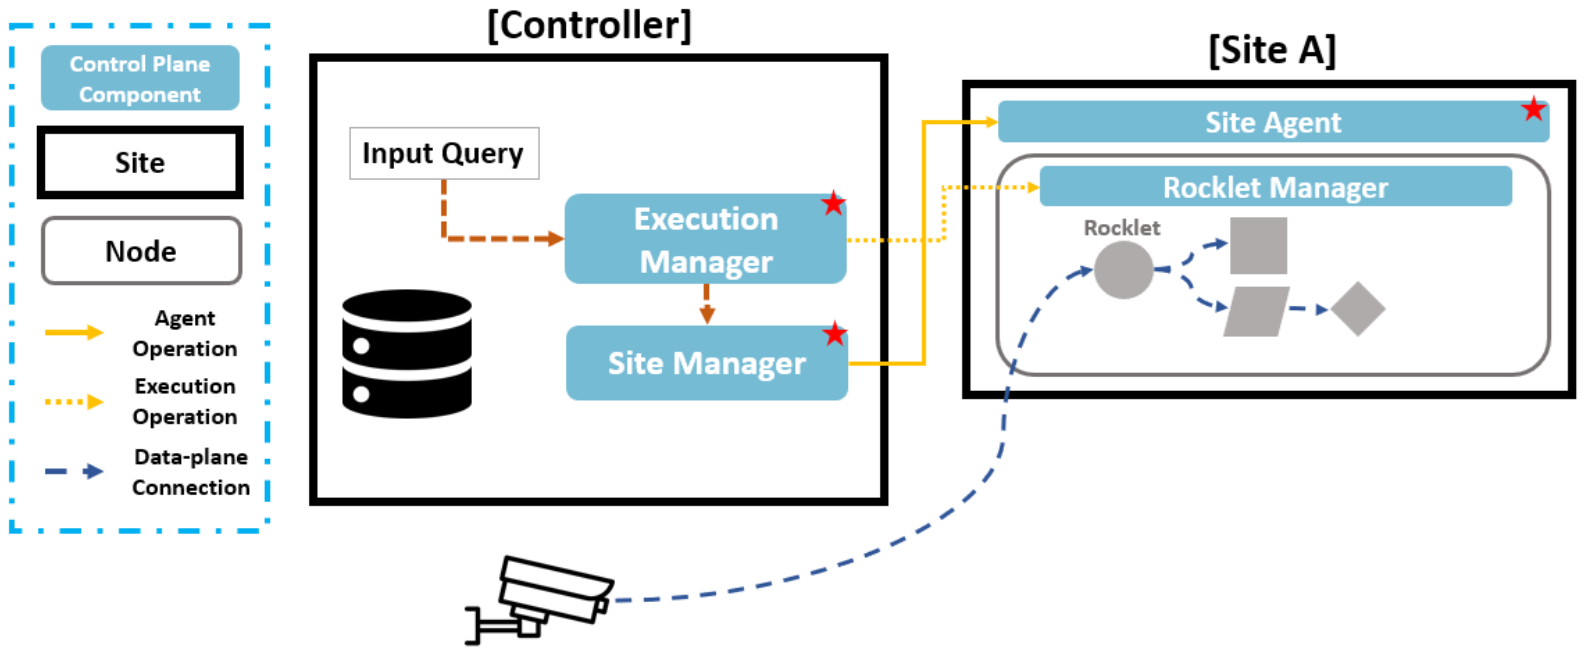 Control Plane
Component
Site
Node
Agent
Operation
Execution
Operation
Data-plane
Connection
[Controller]
Input Query
Execution
Manager
Site Manager
[Site A]
Site Agent
Rocklet Manager
Rocklet